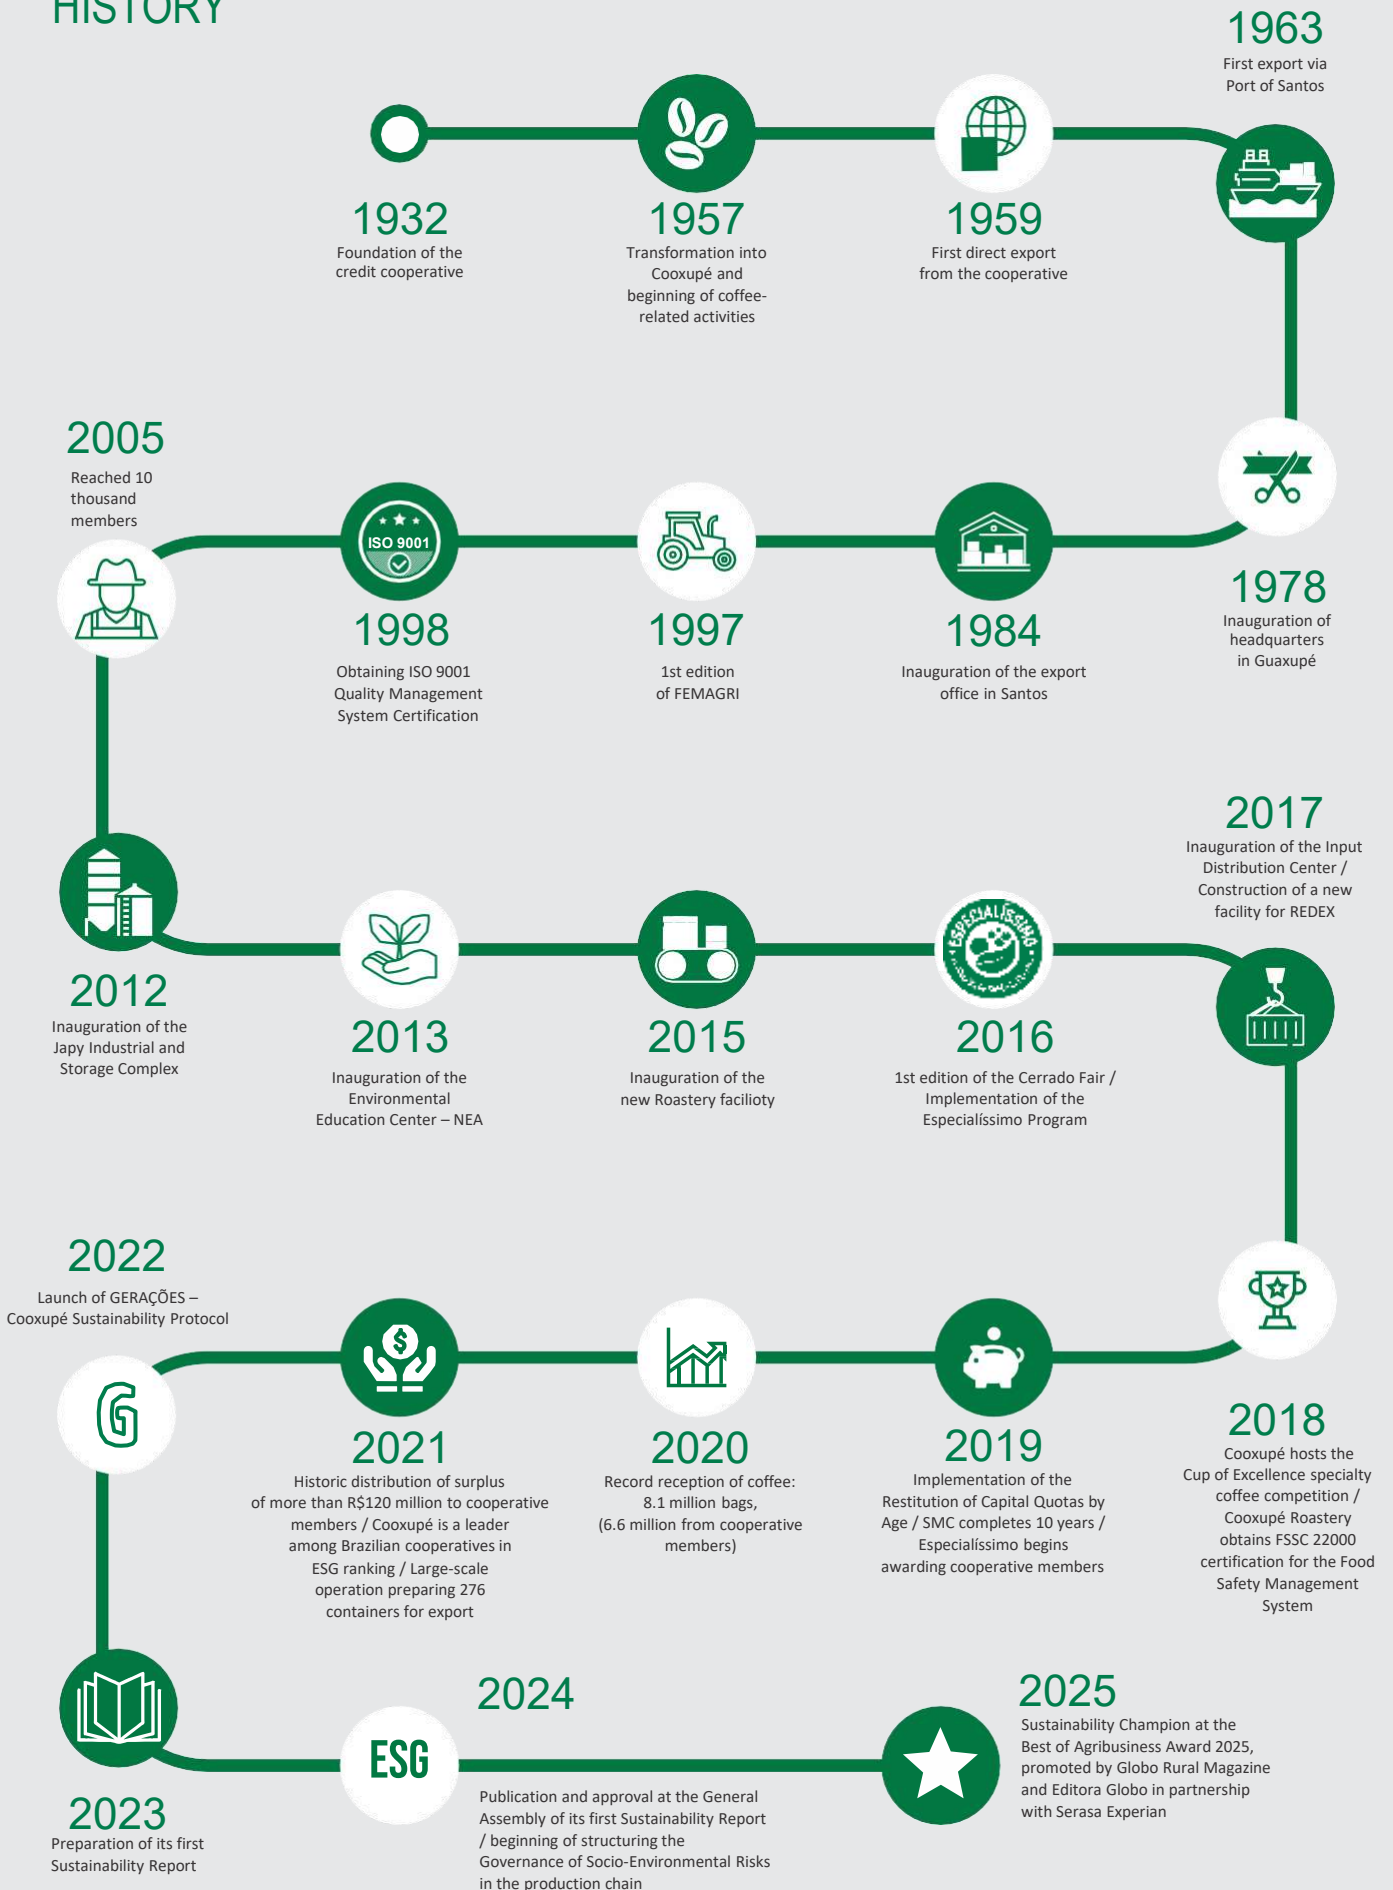 HISTORY
1963
First export via
Port of Santos
1932
Foundation of the
credit cooperative
1957
Transformation into
Cooxupé and
beginning of coffee-
related activities
1959
First direct export
from the cooperative
2005
Reached 10
thousand
members
ISO 9001
1998
Obtaining ISO 9001
Quality Management
System Certification
1997
1st edition
of FEMAGRI
1984
Inauguration of the export
office in Santos
1978
Inauguration of
headquarters
in Guaxupé
2012
Inauguration of the
Japy Industrial and
Storage Complex
2013
Inauguration of the
Environmental
Education Center – NEA
2015
Inauguration of the
new Roastery facilioty
ESPECIALÍSSIMO
2016
1st edition of the Cerrado Fair /
Implementation of the
Especialíssimo Program
2017
Inauguration of the Input
Distribution Center /
Construction of a new
facility for REDEX
2022
Launch of GERAÇÕES –
Cooxupé Sustainability Protocol
G
$
2021
Historic distribution of surplus
of more than R$120 million to cooperative
members / Cooxupé is a leader
among Brazilian cooperatives in
ESG ranking / Large-scale
operation preparing 276
containers for export
2020
Record reception of coffee:
8.1 million bags,
(6.6 million from cooperative
members)
2019
Implementation of the
Restitution of Capital Quotas by
Age / SMC completes 10 years /
Especialíssimo begins
awarding cooperative members
2018
Cooxupé hosts the
Cup of Excellence specialty
coffee competition /
Cooxupé Roastery
obtains FSSC 22000
certification for the Food
Safety Management
System
2023
Preparation of its first
Sustainability Report
ESG
2024
Publication and approval at the General
Assembly of its first Sustainability Report
/ beginning of structuring the
Governance of Socio-Environmental Risks
in the production chain
2025
Sustainability Champion at the
Best of Agribusiness Award 2025,
promoted by Globo Rural Magazine
and Editora Globo in partnership
with Serasa Experian